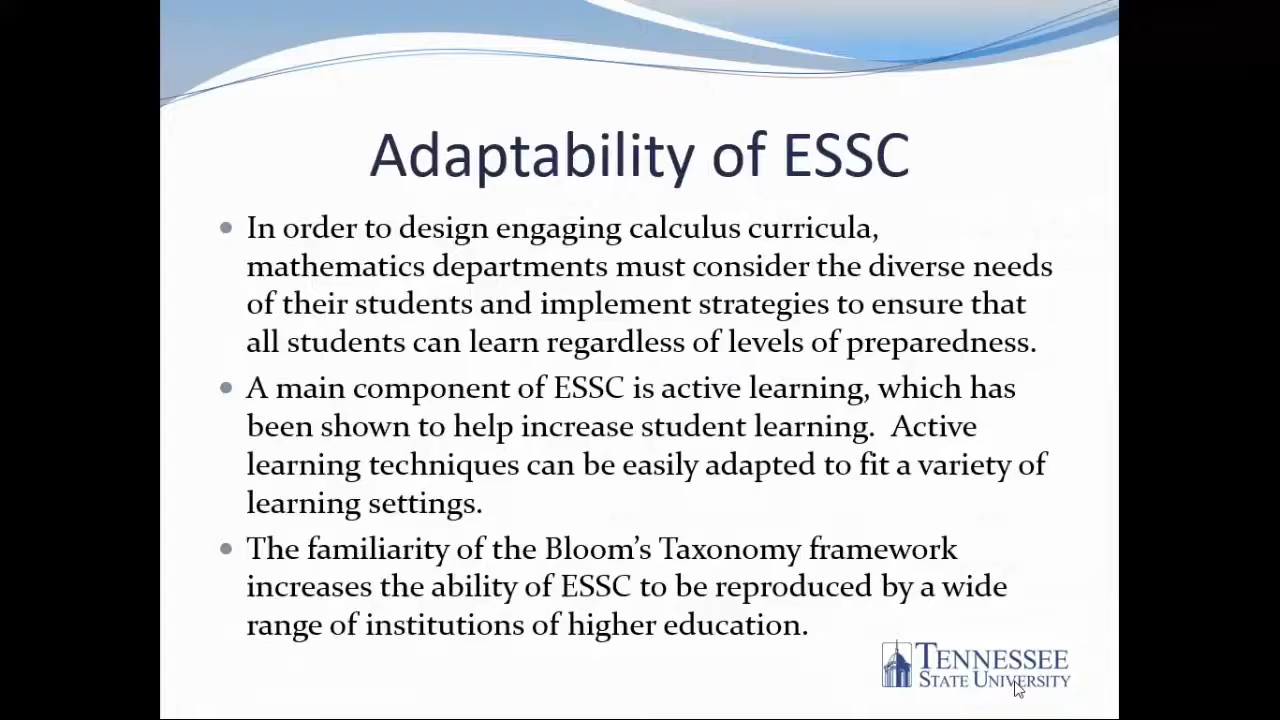 Adaptability of ESSC
In order to design engaging calculus curricula,
mathematics departments must consider the diverse needs
of their students and implement strategies to ensure that
all students can learn regardless of levels of preparedness.
A main component of ESSC is active learning, which has
been shown to help increase student learning.  Active
learning techniques can be easily adapted to fit a variety of
learning settings.
The familiarity of the Bloom’s Taxonomy framework
increases the ability of ESSC to be reproduced by a wide
range of institutions of higher education.
TENNESSEE
STATE UNIVERSITY